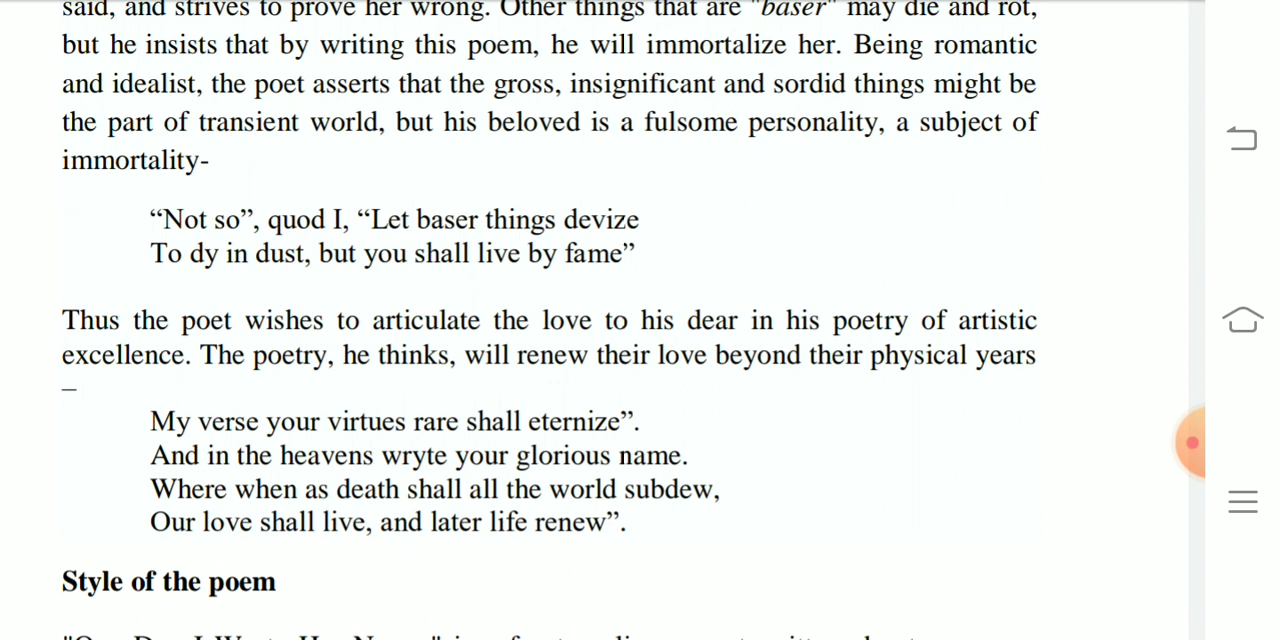 said, and strives to prove her wrong. Other things that are "baser" may die and rot,
but he insists that by writing this poem, he will immortalize her. Being romantic
and idealist, the poet asserts that the gross, insignificant and sordid things might be
the part of transient world, but his beloved is a fulsome personality, a subject of
immortality-
“Not so”, quod I, “Let baser things devize
To dy in dust, but you shall live by fame”
Thus the poet wishes to articulate the love to his dear in his poetry of artistic
excellence. The poetry, he thinks, will renew their love beyond their physical years
–
My verse your virtues rare shall eternize”.
And in the heavens wryte your glorious name.
Where when as death shall all the world subdew,
Our love shall live, and later life renew”.
Style of the poem